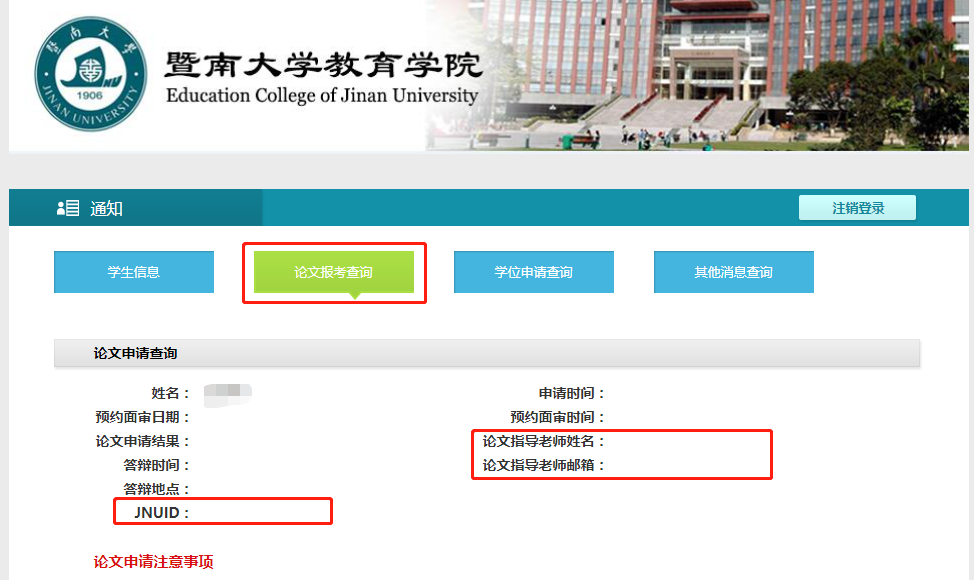 暨南大学
1906
JINAN UNIVERSITY
暨南大学教育学院
Education College of Jinan University
通知
注销登录
学生信息
论文报考查询
学位申请查询
其他消息查询
论文申请查询
姓名：
申请时间：
预约面审日期：
预约面审时间：
论文申请结果：
论文指导老师姓名：
答辩时间：
论文指导老师邮箱：
答辩地点：
JNUID：
论文申请注意事项